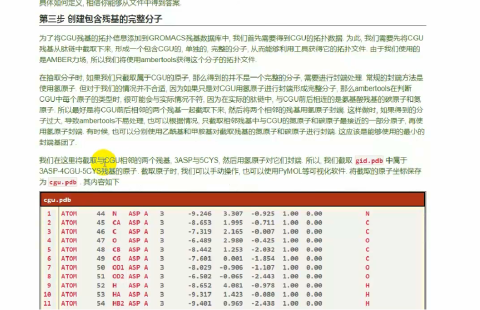 具体如何定义, 相信你能够从文件中得到答案.
第三步 创建包含残基的完整分子
为了将CGU残基的拓扑信息添加到GROMACS残基数据库中, 我们首先需要得到CGU的拓扑数据. 为此, 我们需要先将CGU
残基从肽链中截取下来, 形成一个包含CGU的, 单独的, 完整的分子, 从而能够利用工具获得它的拓扑文件. 由于我们使用的
是AMBER力场, 所以我们将使用ambertools获得这个分子的拓扑文件.
在抽取分子时, 如果我们只截取属于CGU的原子, 那么得到的并不是一个完整的分子, 需要进行封端处理. 常规的封端方法是
使用氢原子. 但对于我们的情况并不合适, 因为如果只是对CGU用氢原子进行封端形成完整分子, 那么ambertools在判断
CGU中每个原子的类型时, 很可能会与实际情况不符, 因为在实际的肽链中, 与CGU前后相连的是氨基酸残基的碳原子和氮
原子. 所以最好是将CGU前后相邻的两个残基一起截取下来, 然后将两个相邻的残基用氢原子封端. 这样做时, 如果得到的分
子过大, 导致ambertools不易处理, 也可以根据情况, 只截取相邻残基中与CGU的氮原子和碳原子最接近的一部分原子, 再使
用氢原子封端. 有时候, 也可以分别使用乙酰基和甲胺基对截取残基的氮原子和碳原子进行封端. 这应该是能够使用的最小的
封端基团了.
我们在这里将截取与CGU相邻的两个残基, 3ASP与5CYS, 然后用氢原子对它们封端. 所以, 我们截取 gid.pdb 中属于
3ASP-4CGU-5CYS残基的原子. 截取原子时, 我们可以手动操作, 也可以使用PyMOL等可视化软件. 将截取的原子坐标保存
为 cgu.pdb . 其内容如下
cgu.pdb
1 ATOM 44 N ASP A 3 -9.246 3.307 -0.925 1.00 0.00 N
2 ATOM 45 CA ASP A 3 -8.653 1.995 -0.711 1.00 0.00 C
3 ATOM 46 C ASP A 3 -7.319 2.165 -0.007 1.00 0.00 C
4 ATOM 47 O ASP A 3 -6.489 2.980 -0.425 1.00 0.00 O
5 ATOM 48 CB ASP A 3 -8.442 1.253 -2.032 1.00 0.00 C
6 ATOM 49 CG ASP A 3 -7.601 0.001 -1.854 1.00 0.00 C
7 ATOM 50 OD1 ASP A 3 -8.029 -0.906 -1.107 1.00 0.00 O
8 ATOM 51 OD2 ASP A 3 -6.502 -0.065 -2.443 1.00 0.00 O
9 ATOM 52 H ASP A 3 -8.652 4.081 -0.978 1.00 0.00 H
10 ATOM 53 HA ASP A 3 -9.317 1.423 -0.080 1.00 0.00 H
11 ATOM 54 HB2 ASP A 3 -9.401 0.969 -2.438 1.00 0.00 H